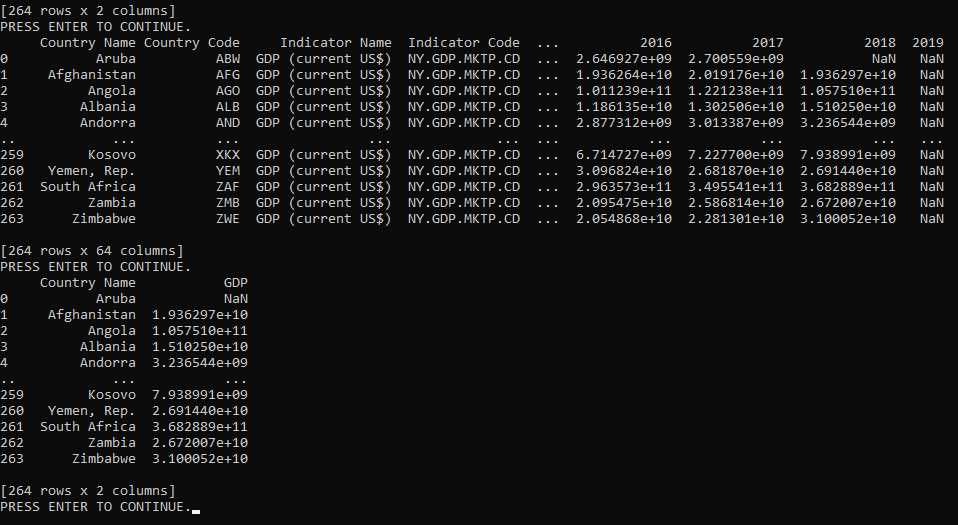 [264 rows x 2 columns]
PRESS ENTER TO CONTINUE.
     Country Name Country Code     Indicator Name  Indicator Code  ...          2016          2017          2018  2019
0           Aruba          ABW  GDP (current US$)  NY.GDP.MKTP.CD  ...  2.646927e+09  2.700559e+09           NaN   NaN
1     Afghanistan          AFG  GDP (current US$)  NY.GDP.MKTP.CD  ...  1.936264e+10  2.019176e+10  1.936297e+10   NaN
2          Angola          AGO  GDP (current US$)  NY.GDP.MKTP.CD  ...  1.011239e+11  1.221238e+11  1.057510e+11   NaN
3         Albania          ALB  GDP (current US$)  NY.GDP.MKTP.CD  ...  1.186135e+10  1.302506e+10  1.510250e+10   NaN
4         Andorra          AND  GDP (current US$)  NY.GDP.MKTP.CD  ...  2.877312e+09  3.013387e+09  3.236544e+09   NaN
..            ...          ...                ...             ...  ...           ...           ...           ...   ...
259        Kosovo          XKX  GDP (current US$)  NY.GDP.MKTP.CD  ...  6.714727e+09  7.227700e+09  7.938991e+09   NaN
260   Yemen, Rep.          YEM  GDP (current US$)  NY.GDP.MKTP.CD  ...  3.096824e+10  2.681870e+10  2.691440e+10   NaN
261  South Africa          ZAF  GDP (current US$)  NY.GDP.MKTP.CD  ...  2.963573e+11  3.495541e+11  3.682889e+11   NaN
262        Zambia          ZMB  GDP (current US$)  NY.GDP.MKTP.CD  ...  2.095475e+10  2.586814e+10  2.672007e+10   NaN
263      Zimbabwe          ZWE  GDP (current US$)  NY.GDP.MKTP.CD  ...  2.054868e+10  2.281301e+10  3.100052e+10   NaN
[264 rows x 64 columns]
PRESS ENTER TO CONTINUE.
     Country Name           GDP
0           Aruba           NaN
1     Afghanistan  1.936297e+10
2          Angola  1.057510e+11
3         Albania  1.510250e+10
4         Andorra  3.236544e+09
..            ...           ...
259        Kosovo  7.938991e+09
260   Yemen, Rep.  2.691440e+10
261  South Africa  3.682889e+11
262        Zambia  2.672007e+10
263      Zimbabwe  3.100052e+10
[264 rows x 2 columns]
PRESS ENTER TO CONTINUE.